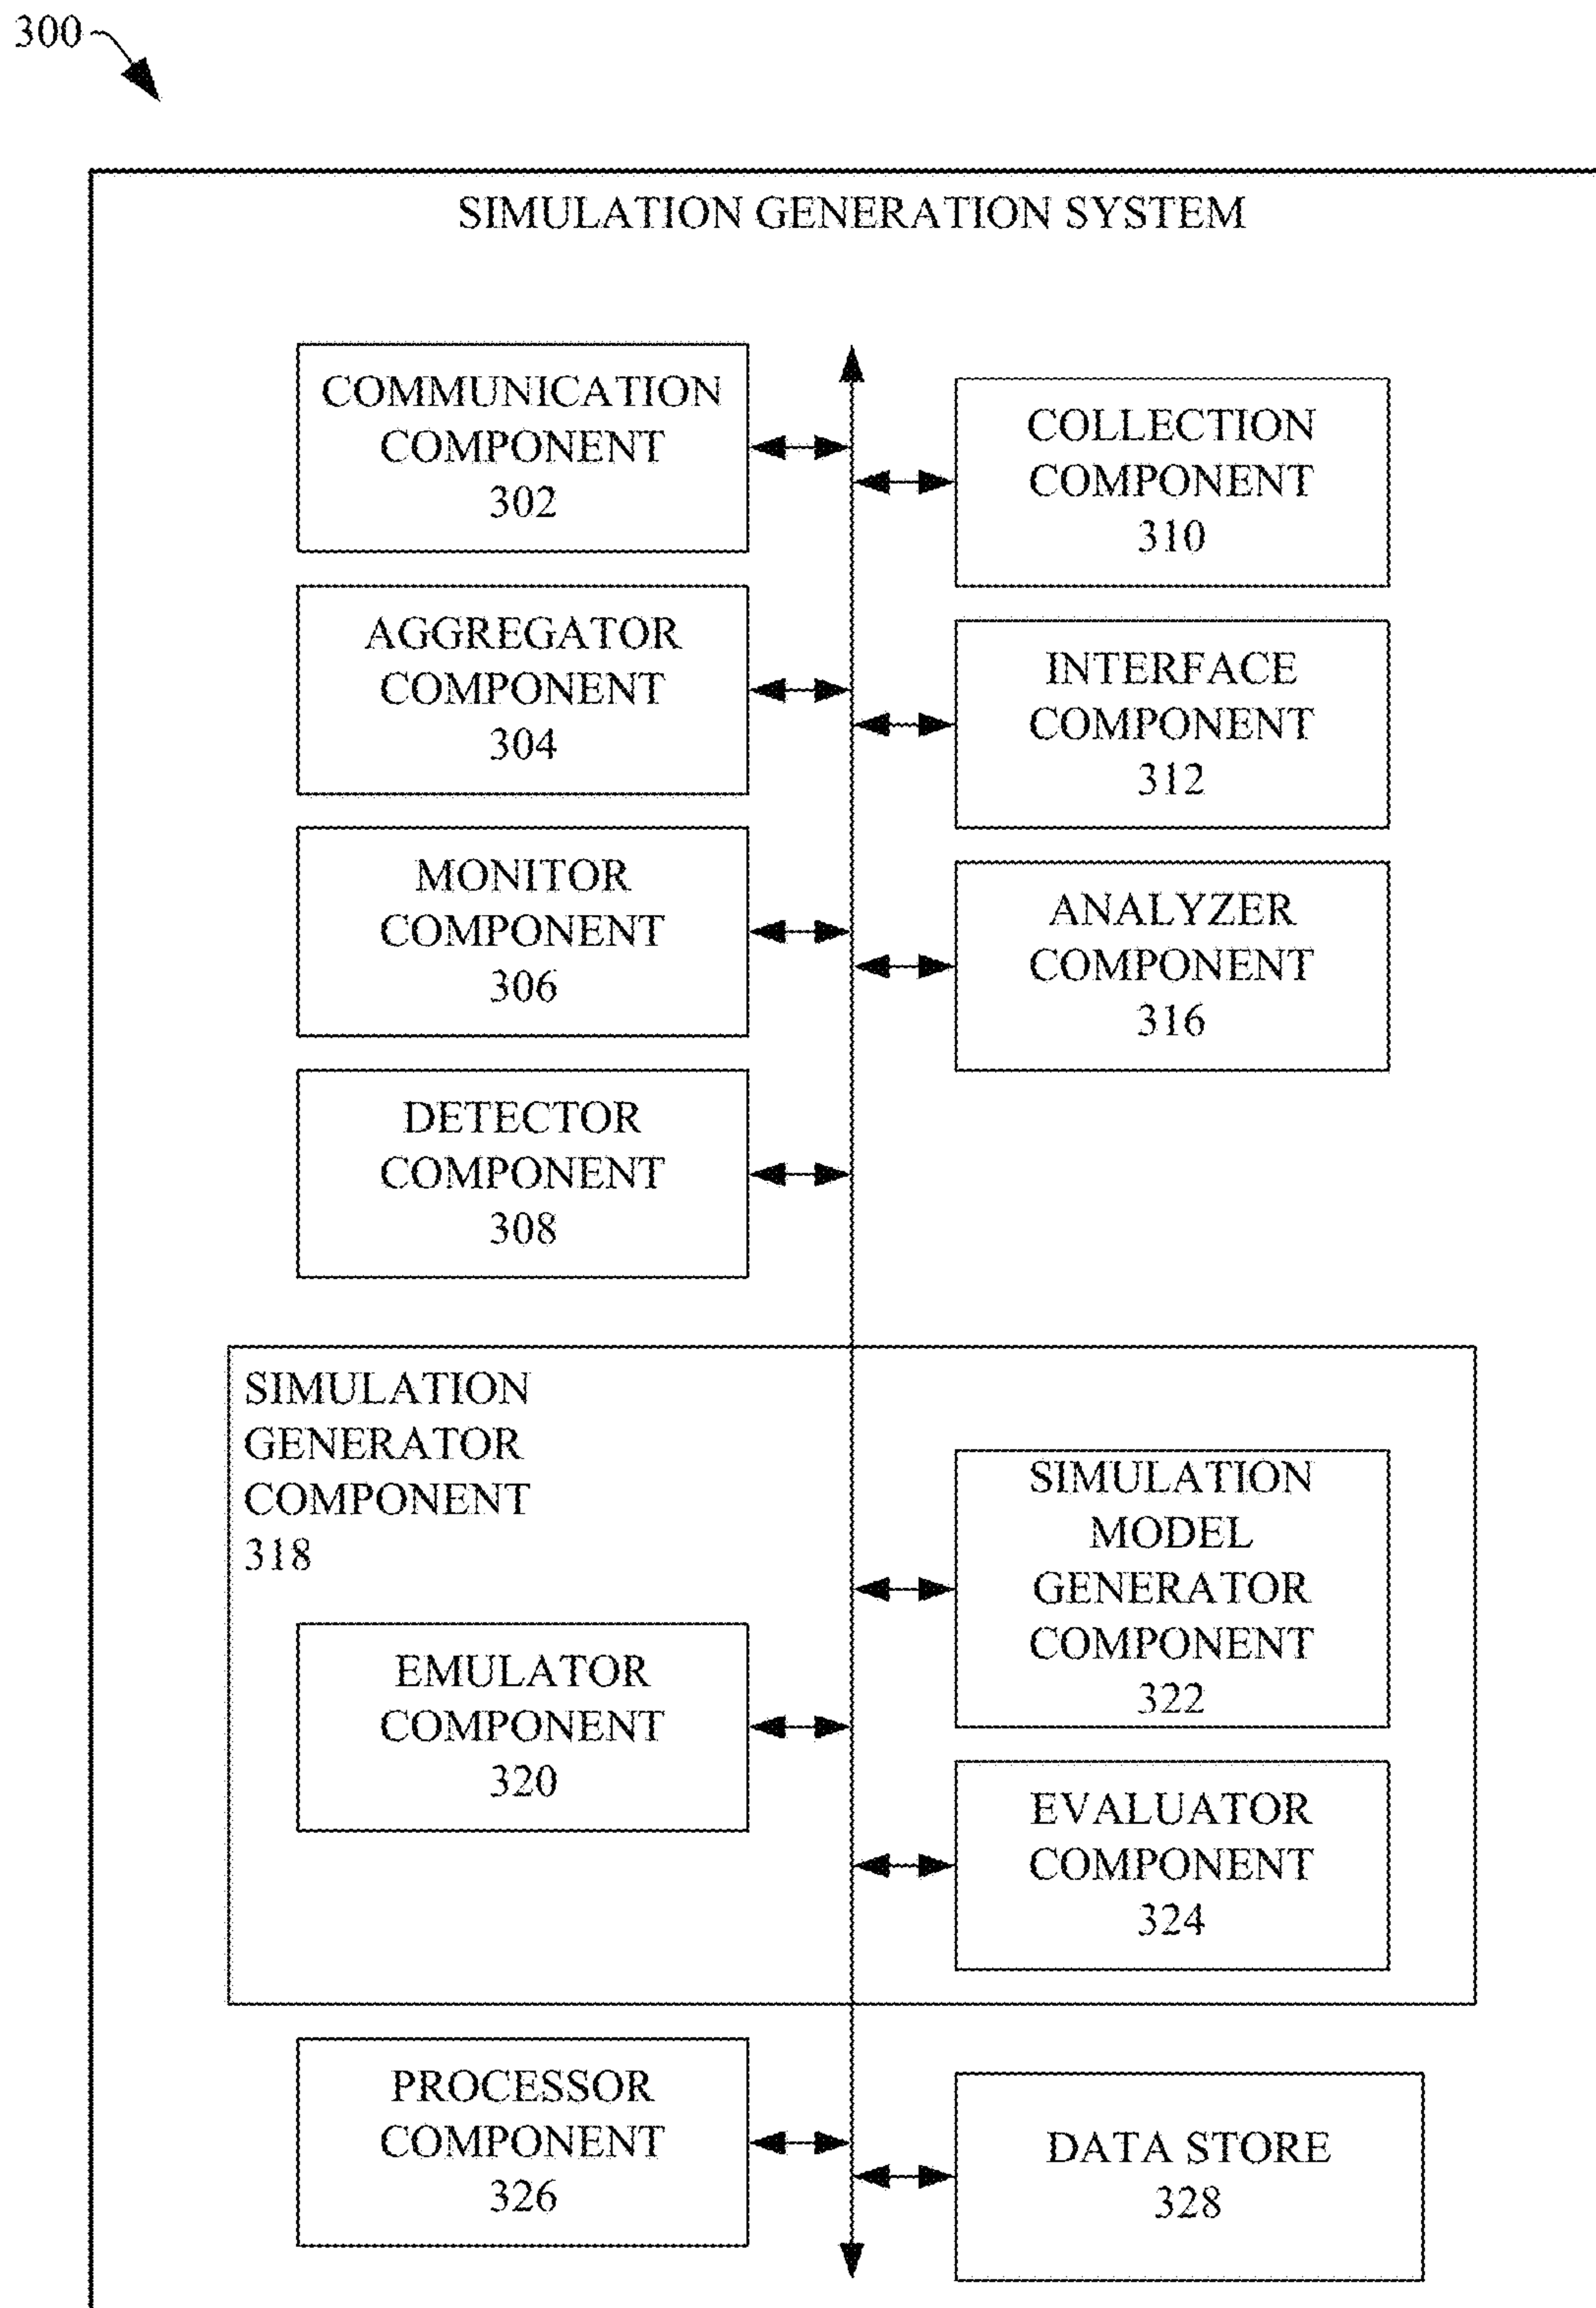 300
SIMULATION GENERATION SYSTEM
COMMUNICATION
COMPONENT
302
COLLECTION
COMPONENT
310
AGGREGATOR
COMPONENT
304
INTERFACE
COMPONENT
312
MONITOR
COMPONENT
306
ANALYZER
COMPONENT
316
DETECTOR
COMPONENT
308
SIMULATION
GENERATOR
COMPONENT
318
SIMULATION
MODEL
GENERATOR
COMPONENT
322
EMULATOR
COMPONENT
320
EVALUATOR
COMPONENT
324
PROCESSOR
COMPONENT
326
DATA STORE
328